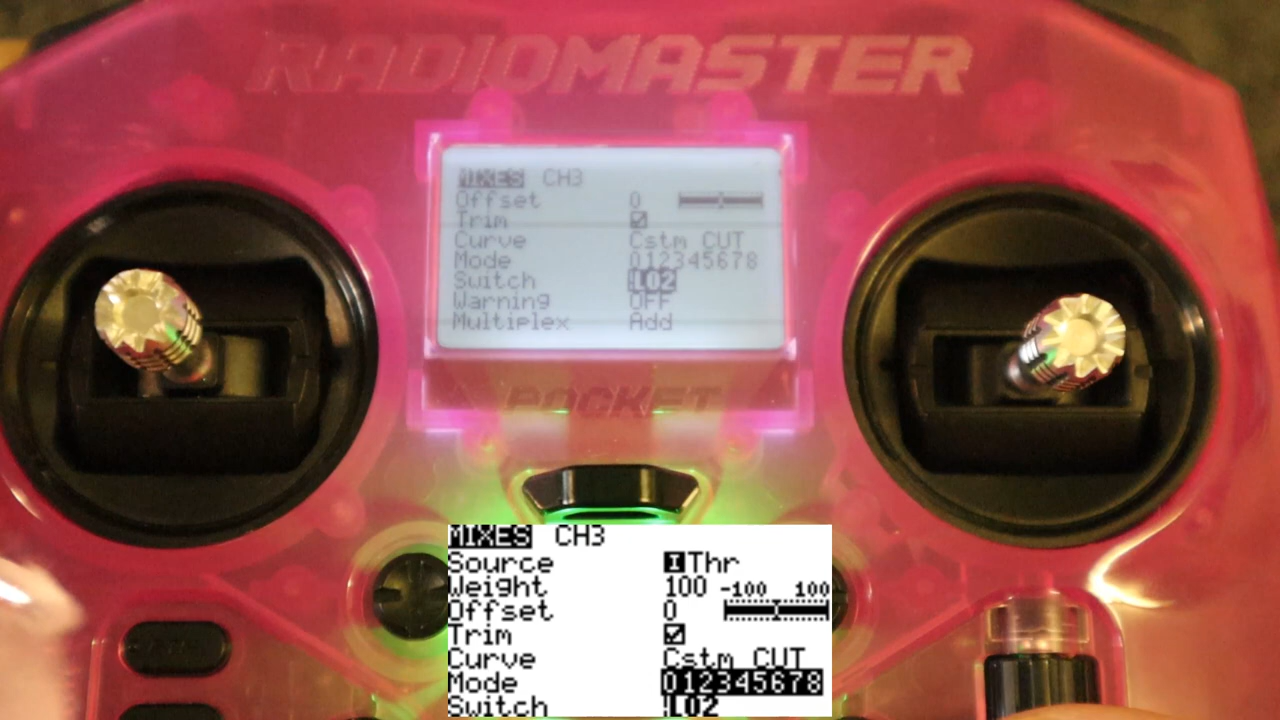 RADIOMASTER
MIXES CH3
Offset 0
Trim
Curve Cstm CUT
Mode 012345678
Switch !L02
Warning OFF
Multiplex Add
POCKET
MIXES CH3
Source I Thr
Weight 100 -100 100
Offset 0
Trim
Curve Cstm CUT
Mode 012345678
Switch !L02